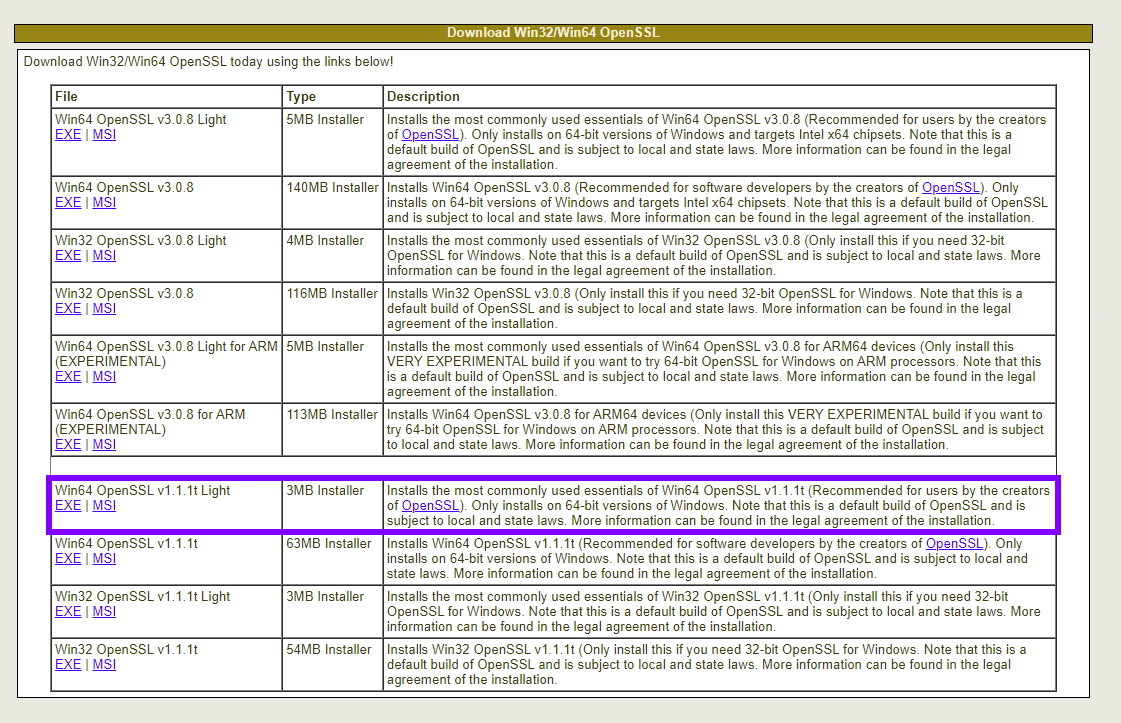 Download Win32/Win64 OpenSSL
Download Win32/Win64 OpenSSL today using the links below!
File Type Description
Win64 OpenSSL v3.0.8 Light
EXE | MSI
5MB Installer
Installs the most commonly used essentials of Win64 OpenSSL v3.0.8 (Recommended for users by the creators
of OpenSSL). Only installs on 64-bit versions of Windows and targets Intel x64 chipsets. Note that this is a
default build of OpenSSL and is subject to local and state laws. More information can be found in the legal
agreement of the installation.
Win64 OpenSSL v3.0.8
EXE | MSI
140MB Installer
Installs Win64 OpenSSL v3.0.8 (Recommended for software developers by the creators of OpenSSL). Only
installs on 64-bit versions of Windows and targets Intel x64 chipsets. Note that this is a default build of OpenSSL
and is subject to local and state laws. More information can be found in the legal agreement of the installation.
Win32 OpenSSL v3.0.8 Light
EXE | MSI
4MB Installer
Installs the most commonly used essentials of Win32 OpenSSL v3.0.8 (Only install this if you need 32-bit
OpenSSL for Windows. Note that this is a default build of OpenSSL and is subject to local and state laws. More
information can be found in the legal agreement of the installation.
Win32 OpenSSL v3.0.8
EXE | MSI
116MB Installer
Installs Win32 OpenSSL v3.0.8 (Only install this if you need 32-bit OpenSSL for Windows. Note that this is a
default build of OpenSSL and is subject to local and state laws. More information can be found in the legal
agreement of the installation.
Win64 OpenSSL v3.0.8 Light for ARM
(EXPERIMENTAL)
EXE | MSI
5MB Installer
Installs the most commonly used essentials of Win64 OpenSSL v3.0.8 for ARM64 devices (Only install this
VERY EXPERIMENTAL build if you want to try 64-bit OpenSSL for Windows on ARM processors. Note that this
is a default build of OpenSSL and is subject to local and state laws. More information can be found in the legal
agreement of the installation.
Win64 OpenSSL v3.0.8 for ARM
(EXPERIMENTAL)
EXE | MSI
113MB Installer
Installs Win64 OpenSSL v3.0.8 for ARM64 devices (Only install this VERY EXPERIMENTAL build if you want to
try 64-bit OpenSSL for Windows on ARM processors. Note that this is a default build of OpenSSL and is subject
to local and state laws. More information can be found in the legal agreement of the installation.
Win64 OpenSSL v1.1.1t Light
EXE | MSI
3MB Installer
Installs the most commonly used essentials of Win64 OpenSSL v1.1.1t (Recommended for users by the creators
of OpenSSL). Only installs on 64-bit versions of Windows. Note that this is a default build of OpenSSL and is
subject to local and state laws. More information can be found in the legal agreement of the installation.
Win64 OpenSSL v1.1.1t
EXE | MSI
63MB Installer
Installs Win64 OpenSSL v1.1.1t (Recommended for software developers by the creators of OpenSSL). Only
installs on 64-bit versions of Windows. Note that this is a default build of OpenSSL and is subject to local and
state laws. More information can be found in the legal agreement of the installation.
Win32 OpenSSL v1.1.1t Light
EXE | MSI
3MB Installer
Installs the most commonly used essentials of Win32 OpenSSL v1.1.1t (Only install this if you need 32-bit
OpenSSL for Windows. Note that this is a default build of OpenSSL and is subject to local and state laws. More
information can be found in the legal agreement of the installation.
Win32 OpenSSL v1.1.1t
EXE | MSI
54MB Installer
Installs Win32 OpenSSL v1.1.1t (Only install this if you need 32-bit OpenSSL for Windows. Note that this is a
default build of OpenSSL and is subject to local and state laws. More information can be found in the legal
agreement of the installation.